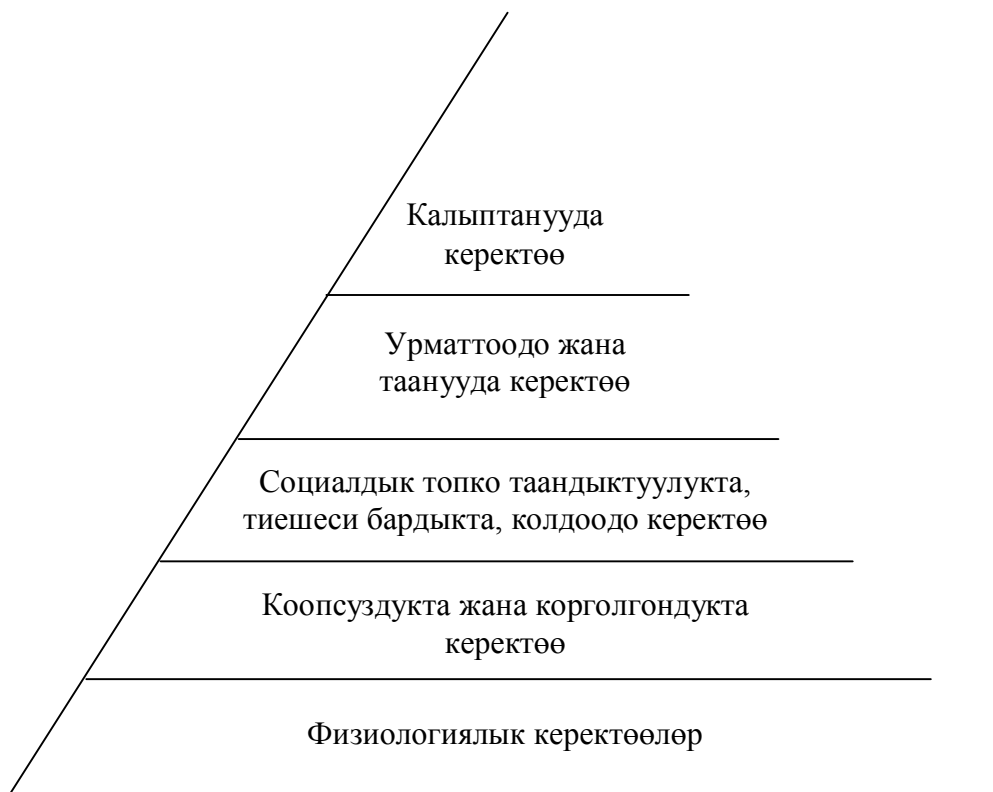 Калыптанууда
керектөө
Урматтоодо жана
таанууда керектөө
Социалдык топко таандыктуулукта,
тиешеси бардыкта, колдоодо керектөө
Коопсуздукта жана корголгондукта
керектөө
Физиологиялык керектөөлөр